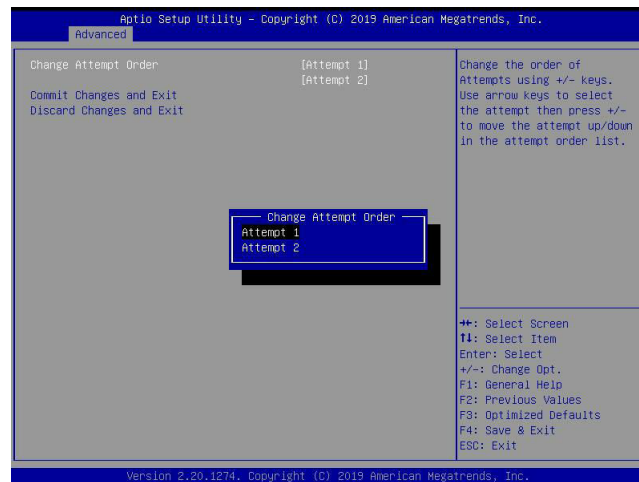 Aptio Setup Utility – Copyright (C) 2019 American Megatrends, Inc.
Advanced
Change Attempt Order [Attempt 1]
[Attempt 2]
Commit Changes and Exit
Discard Changes and Exit
Change the order of
Attempts using +/- keys.
Use arrow keys to select
the attempt then press +/-
to move the attempt up/down
in the attempt order list.
Change Attempt Order
Attempt 1
Attempt 2
→←: Select Screen
↑↓: Select Item
Enter: Select
+/-: Change Opt.
F1: General Help
F2: Previous Values
F3: Optimized Defaults
F4: Save & Exit
ESC: Exit
Version 2.20.1274. Copyright (C) 2019 American Megatrends, Inc.